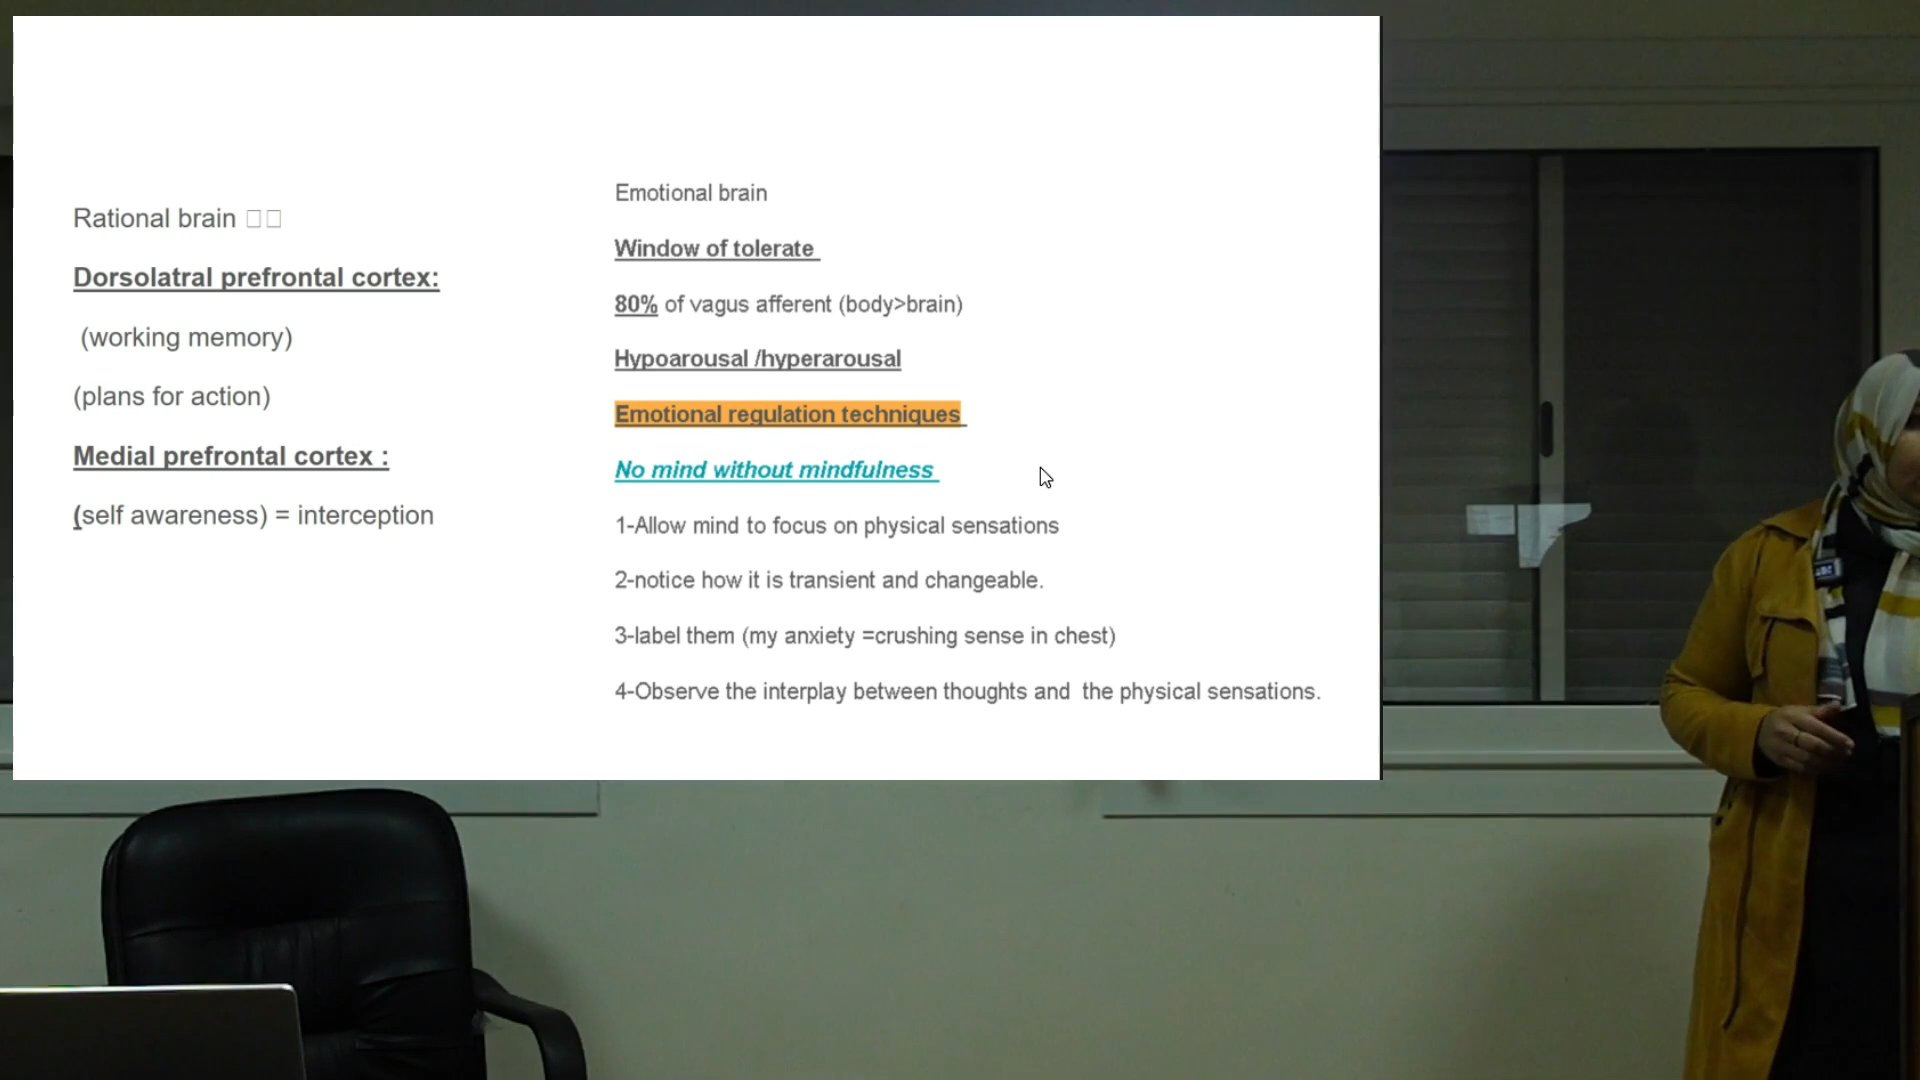 Rational brain
Dorsolatral prefrontal cortex:
(working memory)
(plans for action)
Medial prefrontal cortex :
(self awareness) = interception
Emotional brain
Window of tolerate
80% of vagus afferent (body>brain)
Hypoarousal /hyperarousal
Emotional regulation techniques
No mind without mindfulness
1-Allow mind to focus on physical sensations
2-notice how it is transient and changeable.
3-label them (my anxiety =crushing sense in chest)
4-Observe the interplay between thoughts and the physical sensations.